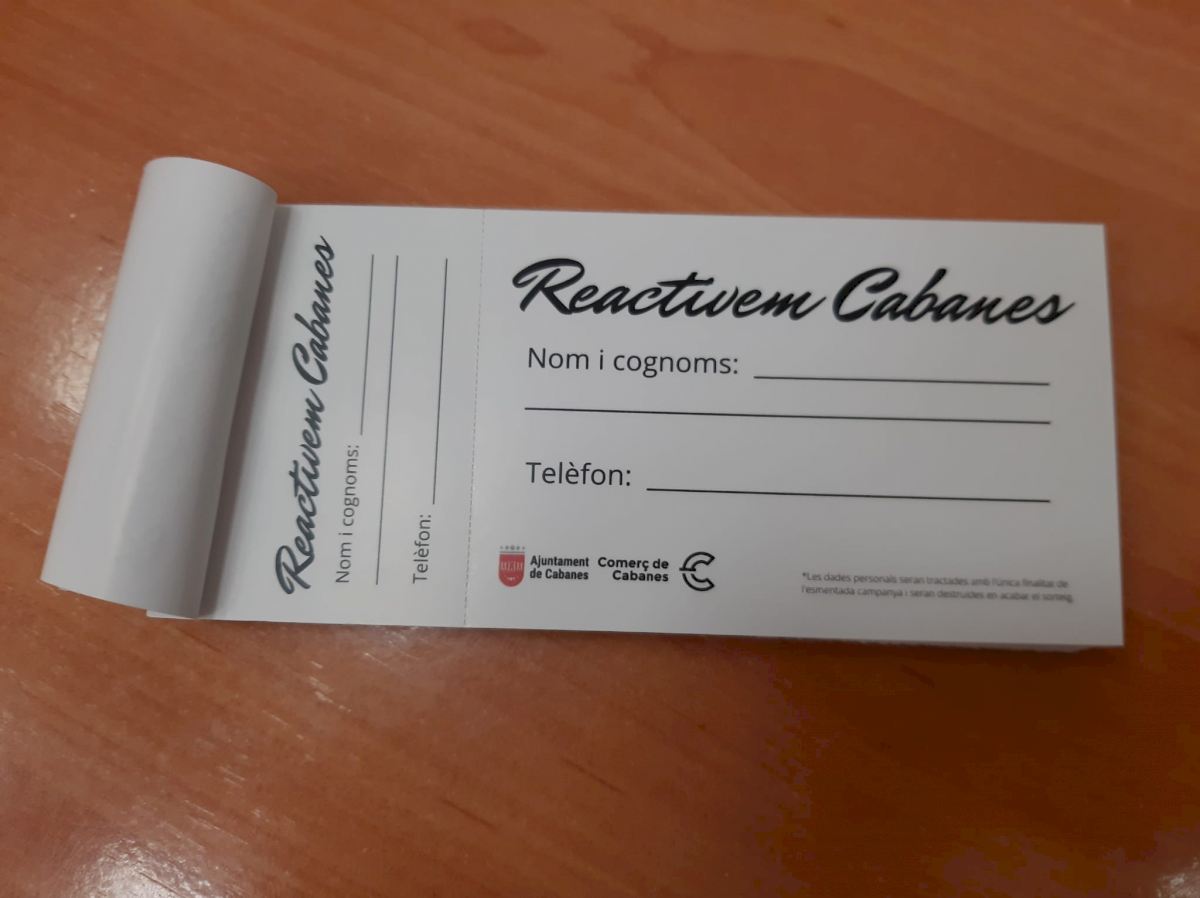 Reactivem Cabanes
Nom i cognoms:
Telèfon:
Reactivem Cabanes
Nom i cognoms:
Telèfon:
Ajuntament
de Cabanes
Comerç de
Cabanes
*Les dades personals seran tractades amb l'única finalitat de
l'esmentada campanya i seran destruïdes en acabar el sorteig.